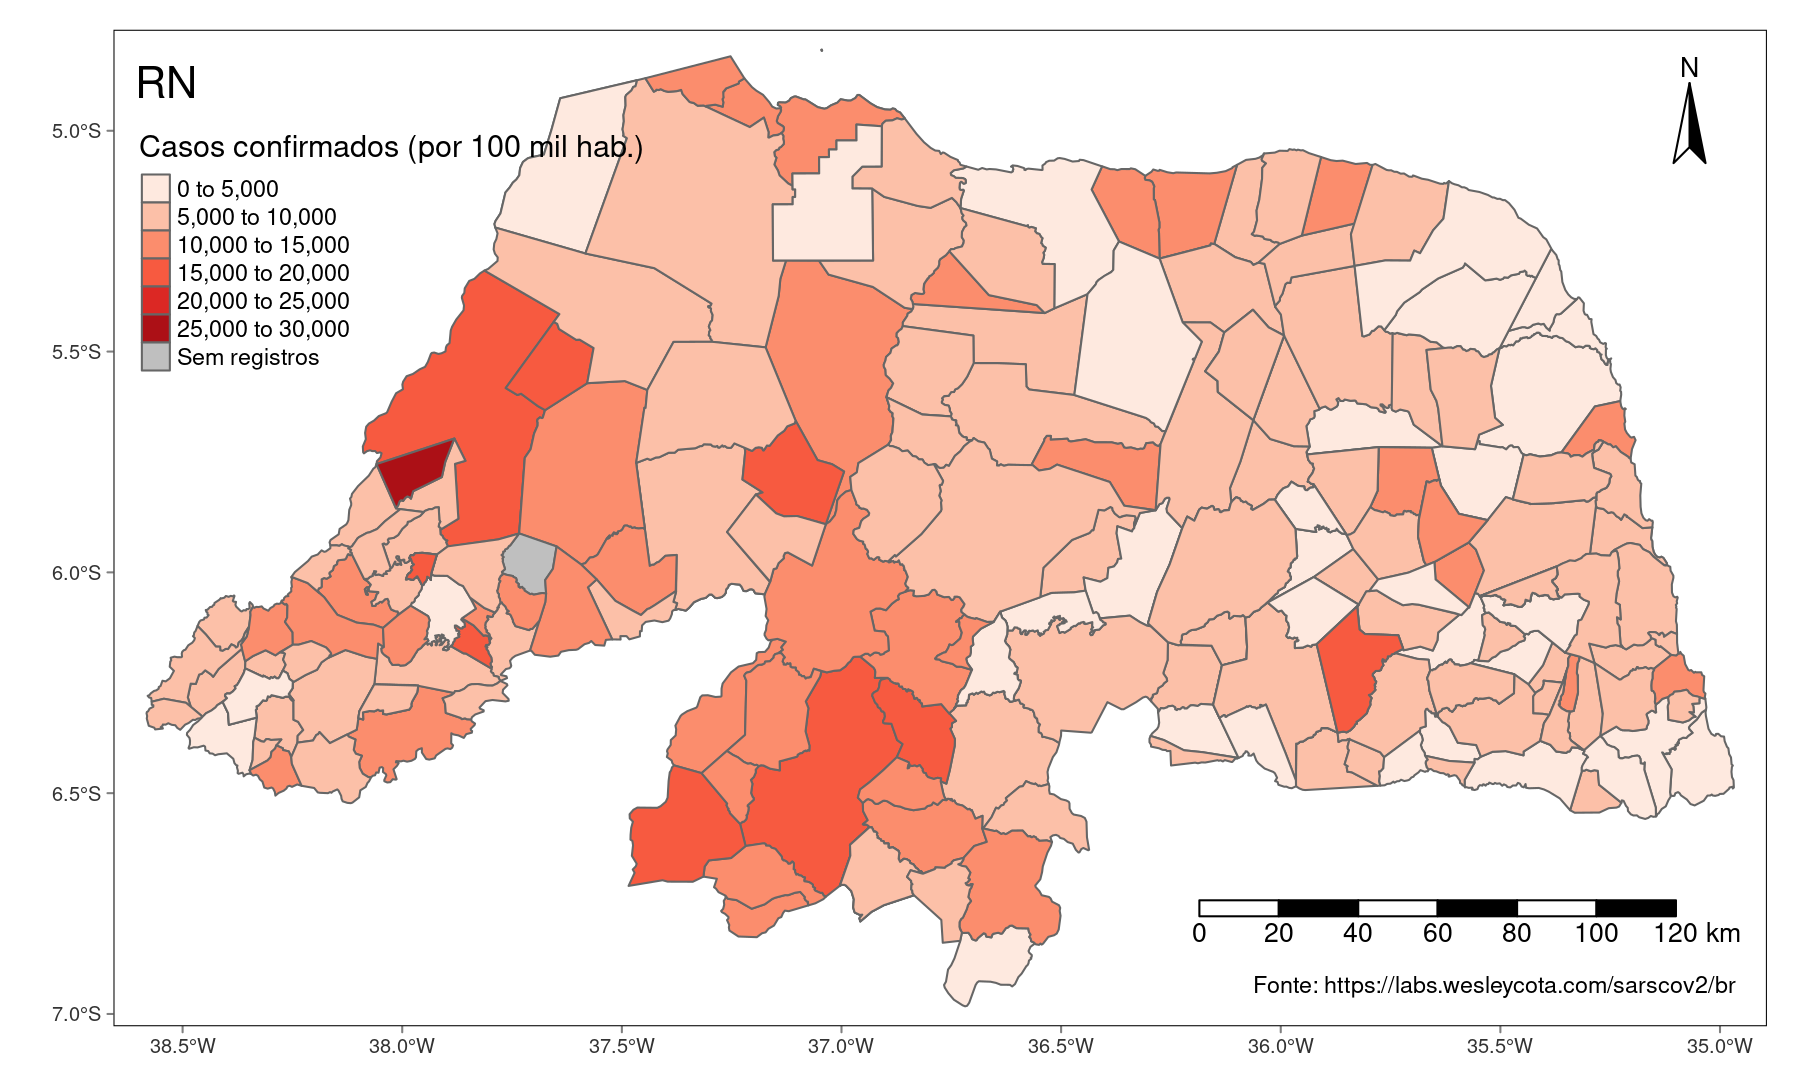 RN
N
Casos confirmados (por 100 mil hab.)
0 to 5,000
5,000 to 10,000
10,000 to 15,000
15,000 to 20,000
20,000 to 25,000
25,000 to 30,000
Sem registros
5.0°S
5.5°S
6.0°S
6.5°S
7.0°S
0 20 40 60 80 100 120 km
Fonte: https://labs.wesleycota.com/sarscov2/br
38.5°W 38.0°W 37.5°W 37.0°W 36.5°W 36.0°W 35.5°W 35.0°W